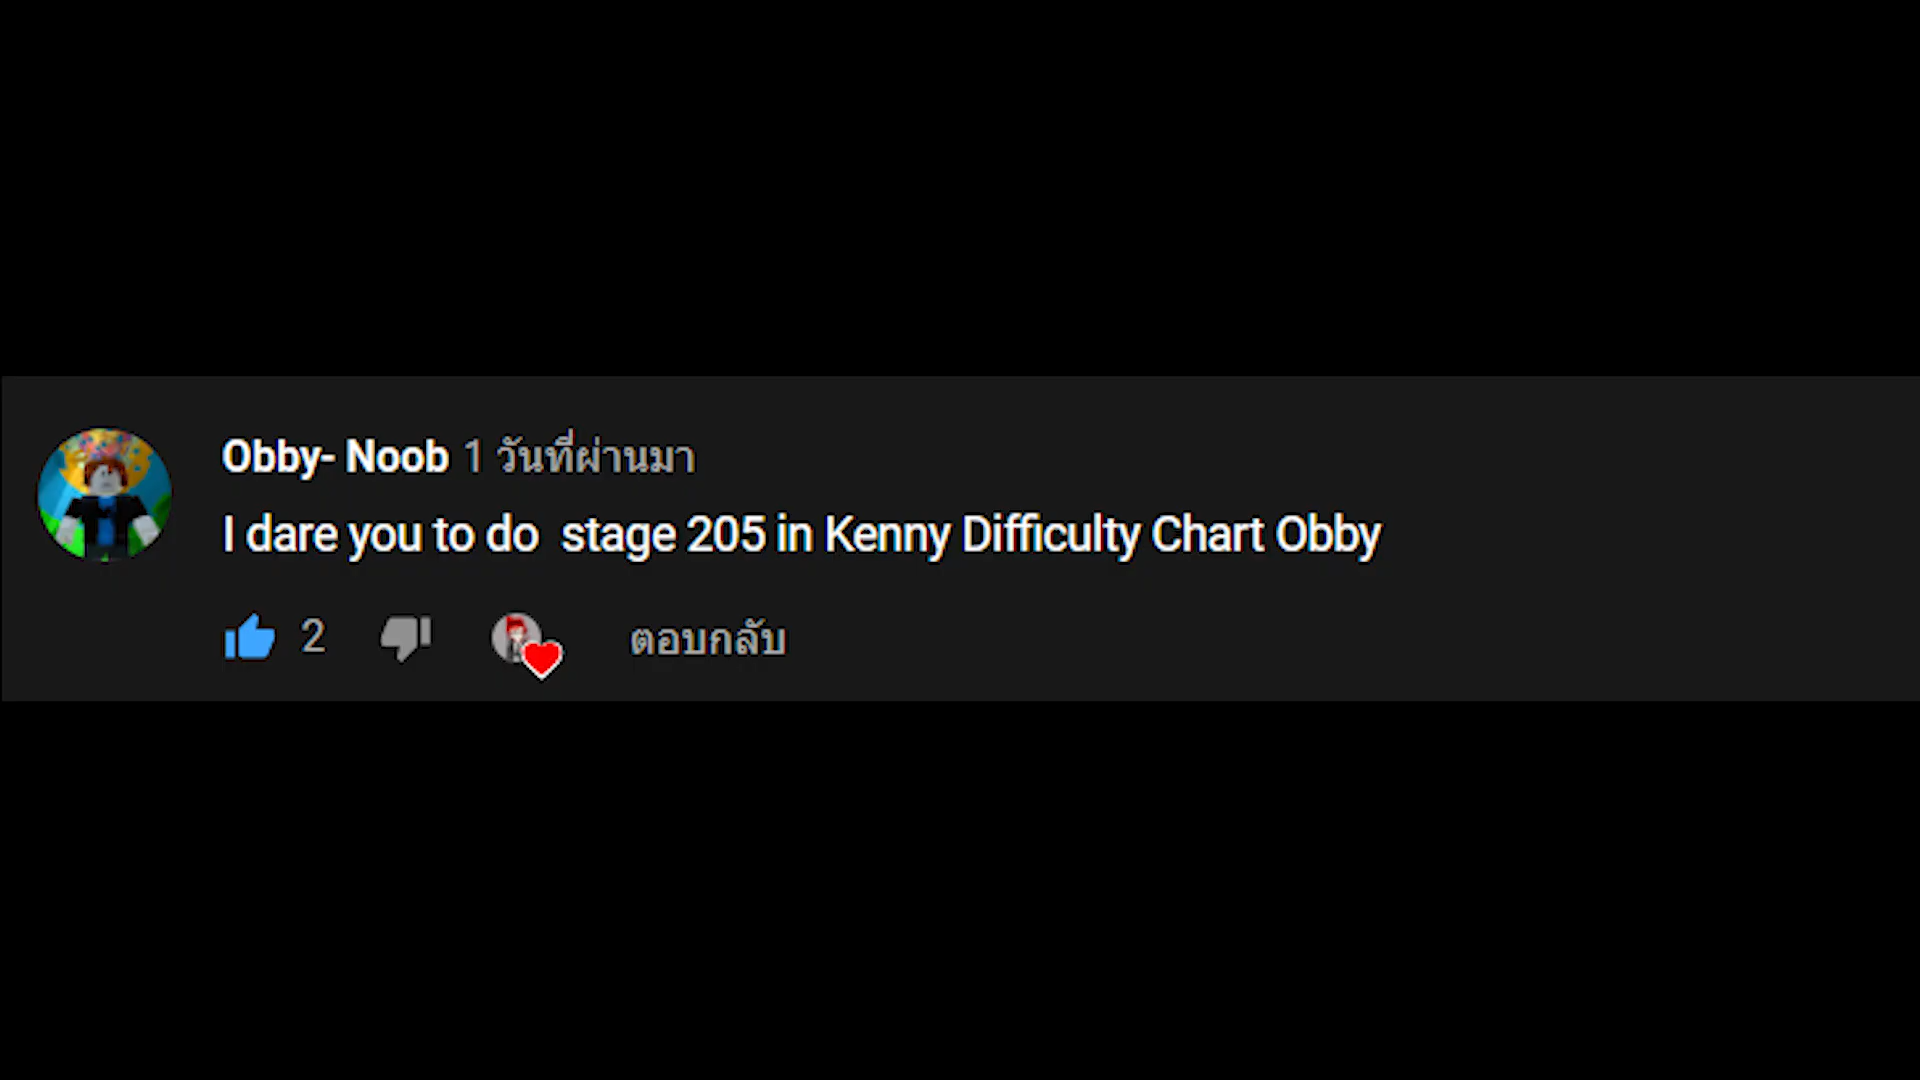 Obby- Noob 1 วันที่ผ่านมา
I dare you to do  stage 205 in Kenny Difficulty Chart Obby
2 ตอบกลับ